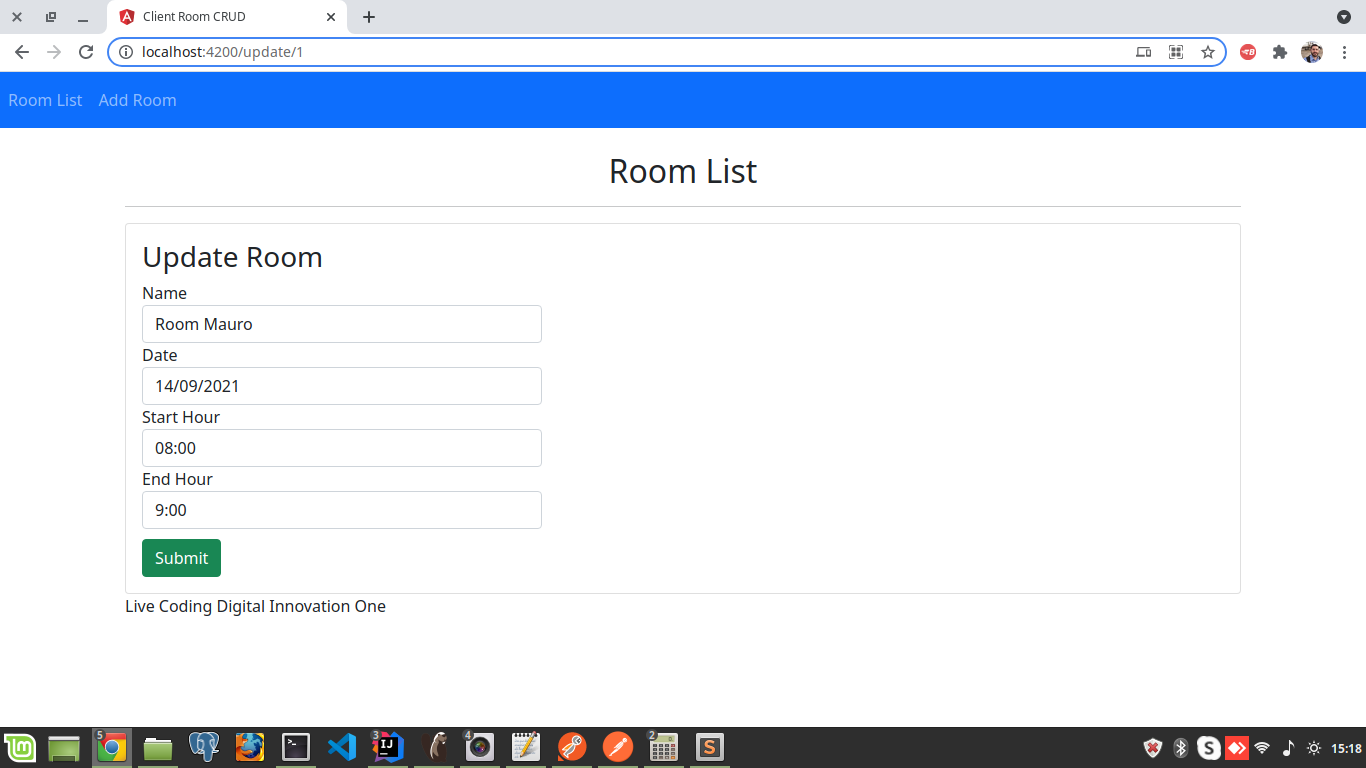 Client Room CRUD
localhost:4200/update/1
Room List Add Room
Room List
Update Room
Name
Room Mauro
Date
14/09/2021
Start Hour
08:00
End Hour
9:00
Submit
Live Coding Digital Innovation One
5 3 IJ 4 2 S S 15:18